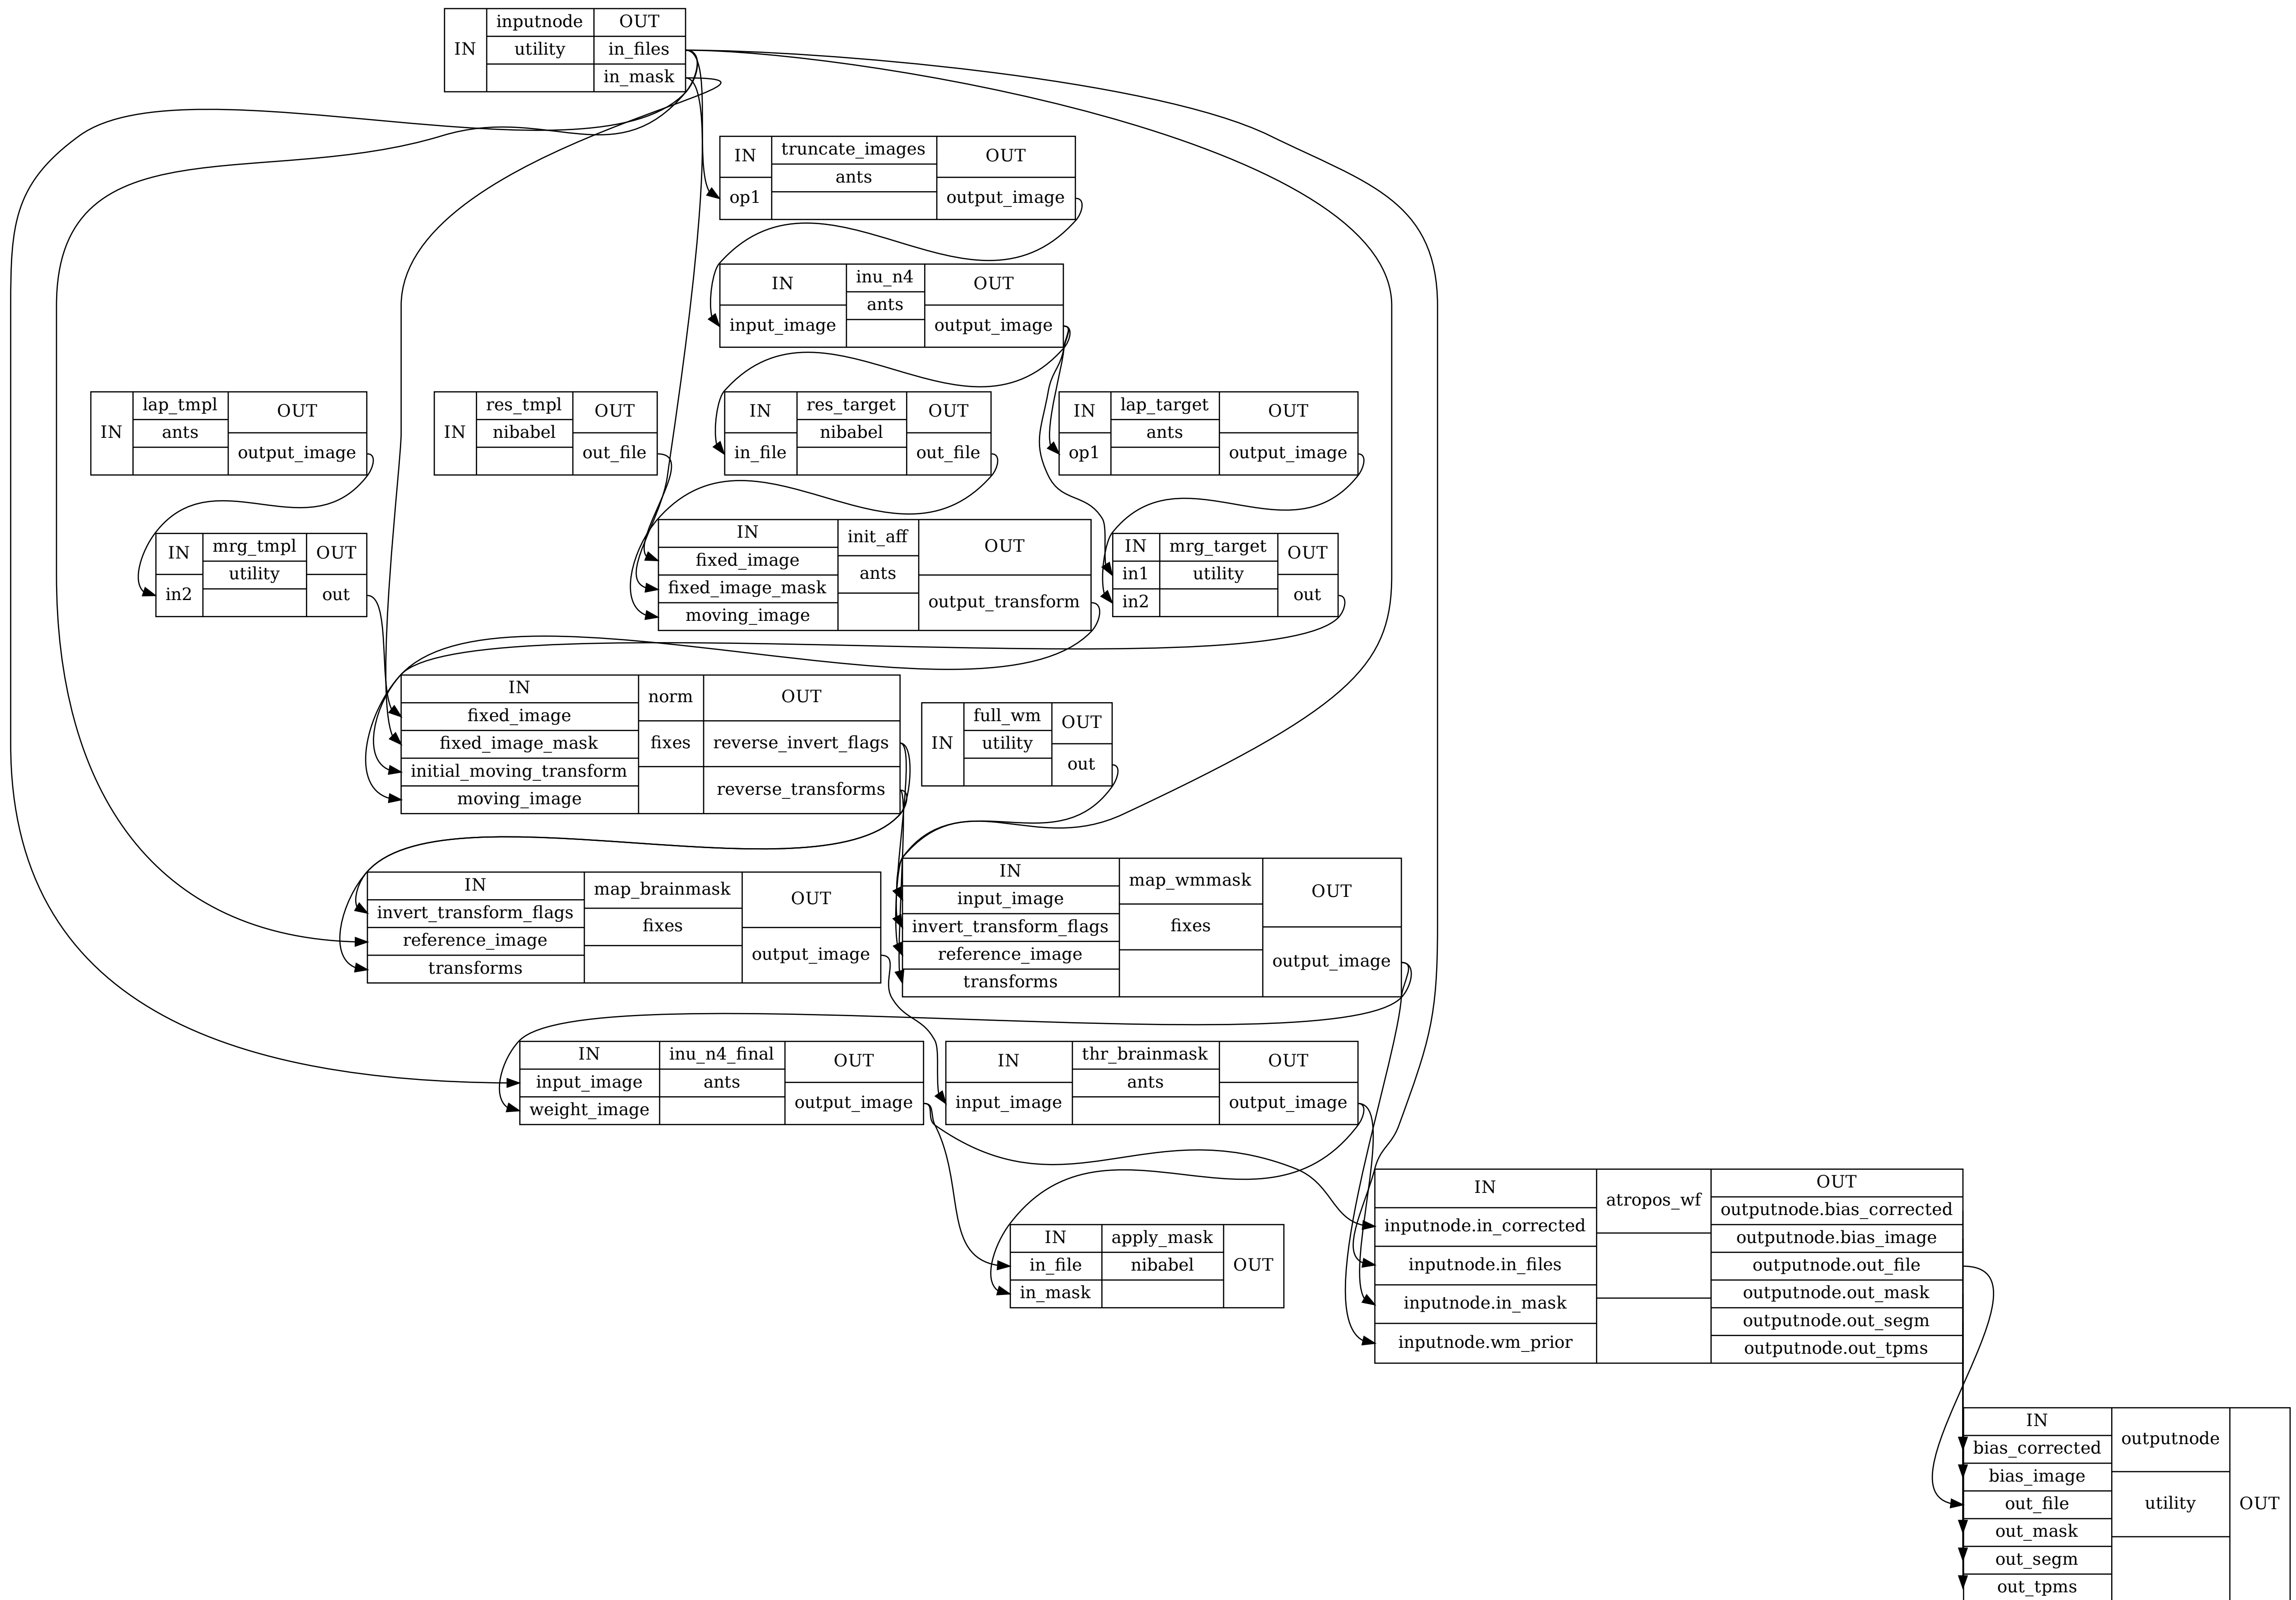 IN
inputnode
utility
OUT
in_files
in_mask
IN
op1
truncate_images
ants
OUT
output_image
IN
input_image
inu_n4
ants
OUT
output_image
IN
lap_tmpl
ants
OUT
output_image
IN
res_tmpl
nibabel
OUT
out_file
IN
in_file
res_target
nibabel
OUT
out_file
IN
op1
lap_target
ants
OUT
output_image
IN
in2
mrg_tmpl
utility
OUT
out
IN
fixed_image
fixed_image_mask
moving_image
init_aff
ants
OUT
output_transform
IN
in1
in2
mrg_target
utility
OUT
out
IN
fixed_image
fixed_image_mask
initial_moving_transform
moving_image
norm
fixes
OUT
reverse_invert_flags
reverse_transforms
IN
full_wm
utility
OUT
out
IN
invert_transform_flags
reference_image
transforms
map_brainmask
fixes
OUT
output_image
IN
input_image
invert_transform_flags
reference_image
transforms
map_wmmask
fixes
OUT
output_image
IN
input_image
weight_image
inu_n4_final
ants
OUT
output_image
IN
input_image
thr_brainmask
ants
OUT
output_image
IN
in_file
in_mask
apply_mask
nibabel
OUT
IN
inputnode.in_corrected
inputnode.in_files
inputnode.in_mask
inputnode.wm_prior
atropos_wf
OUT
outputnode.bias_corrected
outputnode.bias_image
outputnode.out_file
outputnode.out_mask
outputnode.out_segm
outputnode.out_tpms
IN
bias_corrected
bias_image
out_file
out_mask
out_segm
out_tpms
outputnode
utility
OUT